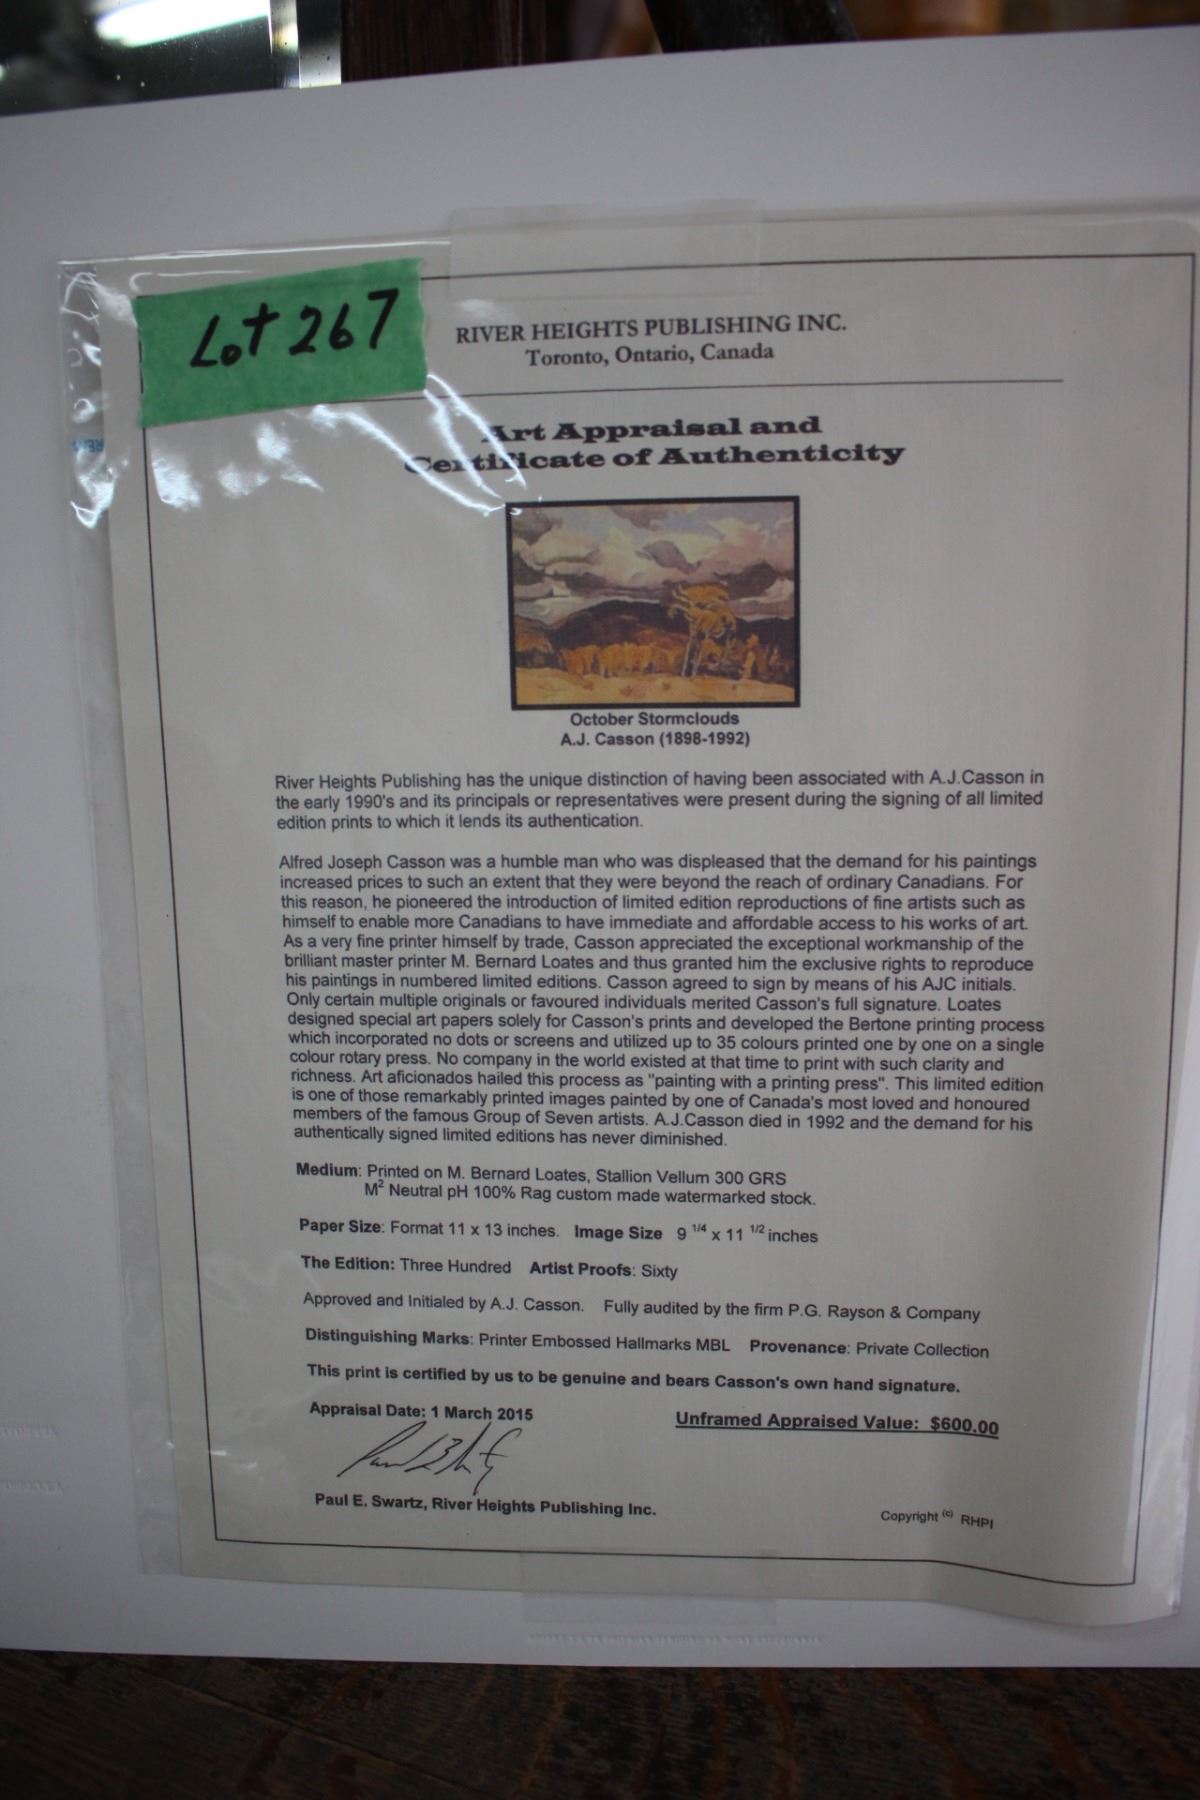 Lot 267
RIVER HEIGHTS PUBLISHING INC.
Toronto, Ontario, Canada
Art Appraisal and
Certificate of Authenticity
October Stormclouds
A.J. Casson (1898-1992)
River Heights Publishing has the unique distinction of having been associated with A.J.Casson in
the early 1990's and its principals or representatives were present during the signing of all limited
edition prints to which it lends its authentication.
Alfred Joseph Casson was a humble man who was displeased that the demand for his paintings
increased prices to such an extent that they were beyond the reach of ordinary Canadians. For
this reason, he pioneered the introduction of limited edition reproductions of fine artists such as
himself to enable more Canadians to have immediate and affordable access to his works of art.
As a very fine printer himself by trade, Casson appreciated the exceptional workmanship of the
brilliant master printer M. Bernard Loates and thus granted him the exclusive rights to reproduce
his paintings in numbered limited editions. Casson agreed to sign by means of his AJC initials.
Only certain multiple originals or favoured individuals merited Casson's full signature. Loates
designed special art papers solely for Casson's prints and developed the Bertone printing process
which incorporated no dots or screens and utilized up to 35 colours printed one by one on a single
colour rotary press. No company in the world existed at that time to print with such clarity and
richness. Art aficionados hailed this process as "painting with a printing press". This limited edition
is one of those remarkably printed images painted by one of Canada's most loved and honoured
members of the famous Group of Seven artists. A.J.Casson died in 1992 and the demand for his
authentically signed limited editions has never diminished.
Medium: Printed on M. Bernard Loates, Stallion Vellum 300 GRS
M² Neutral pH 100% Rag custom made watermarked stock.
Paper Size: Format 11 x 13 inches. Image Size 9 1/4 x 11 1/2 inches
The Edition: Three Hundred Artist Proofs: Sixty
Approved and Initialed by A.J. Casson. Fully audited by the firm P.G. Rayson & Company
Distinguishing Marks: Printer Embossed Hallmarks MBL Provenance: Private Collection
This print is certified by us to be genuine and bears Casson's own hand signature.
Appraisal Date: 1 March 2015 Unframed Appraised Value: $600.00
Paul E. Swartz, River Heights Publishing Inc.
Copyright (c) RHPI